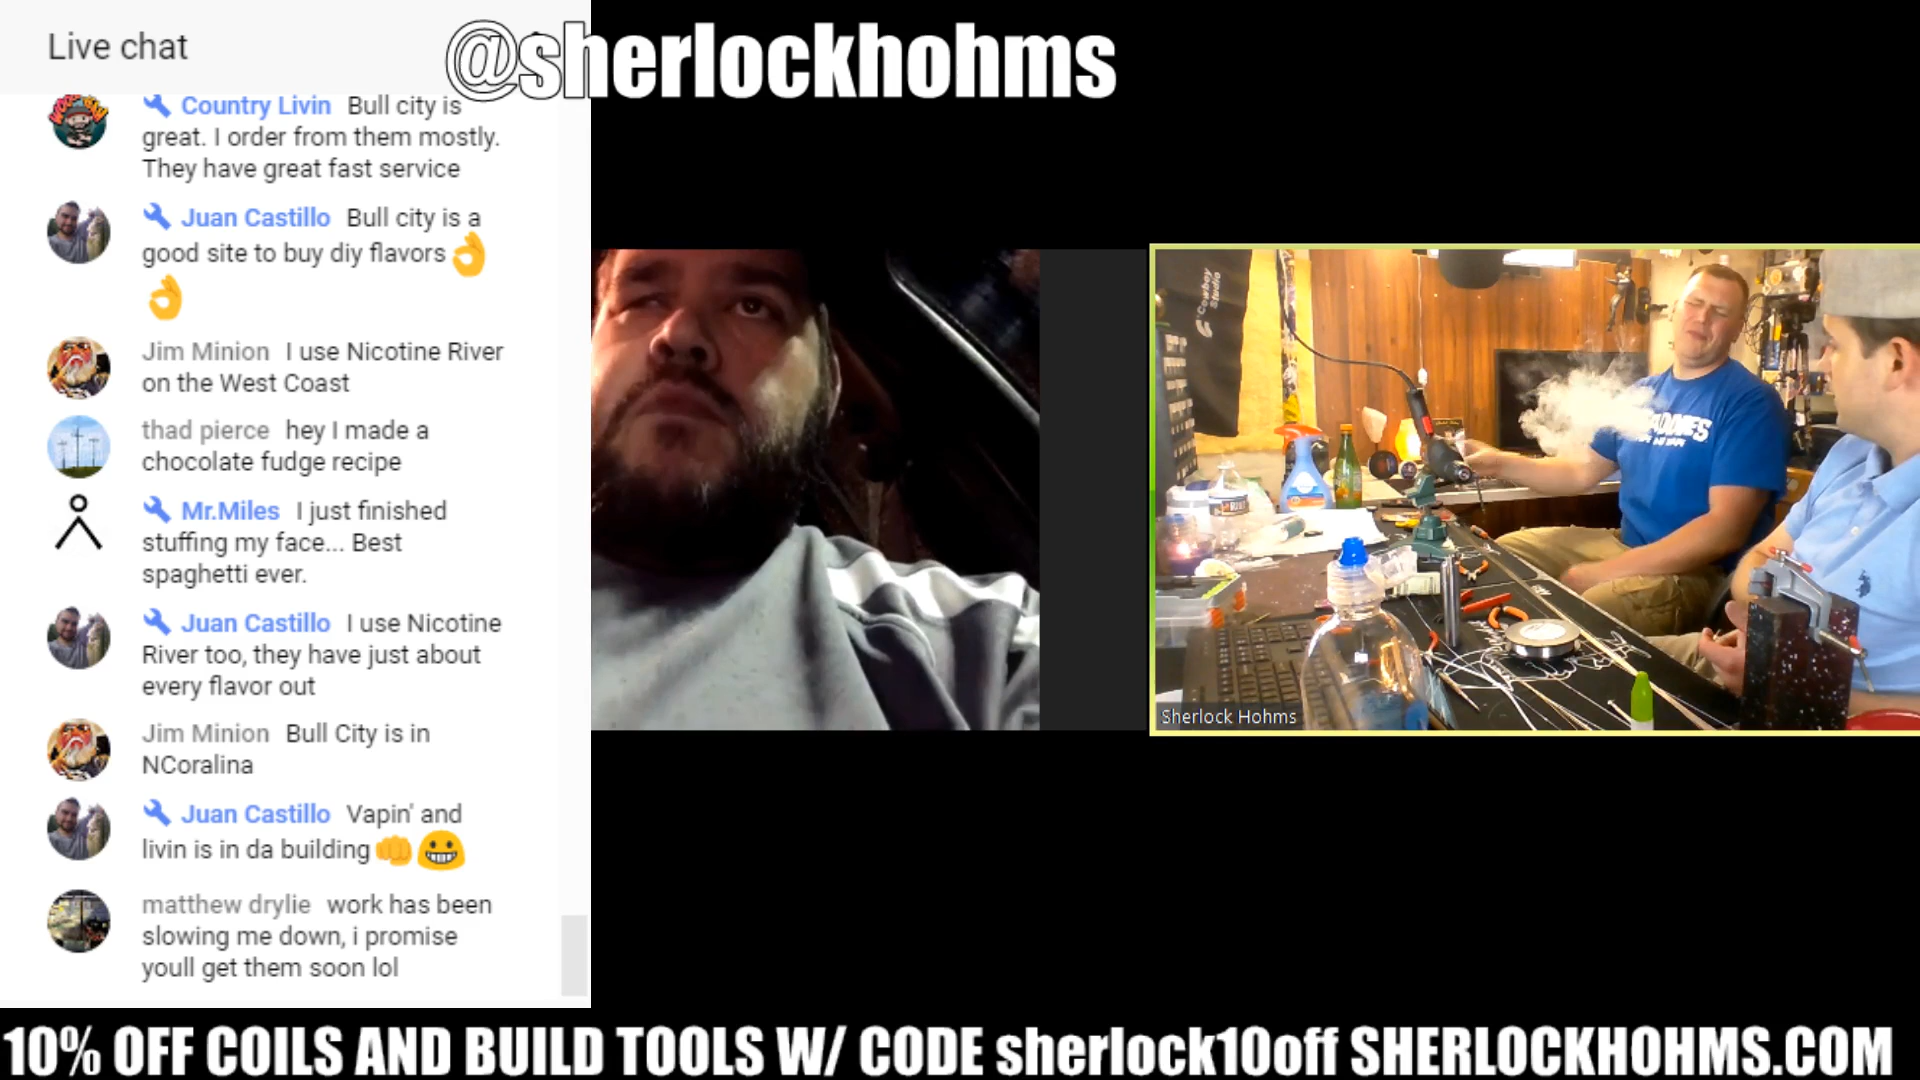 Live chat
@sherlockhohms
Country Livin Bull city is
great. I order from them mostly.
They have great fast service
Juan Castillo Bull city is a
good site to buy diy flavors👌
👌
Jim Minion I use Nicotine River
on the West Coast
thad pierce hey I made a
chocolate fudge recipe
Mr.Miles I just finished
stuffing my face... Best
spaghetti ever.
Juan Castillo I use Nicotine
River too, they have just about
every flavor out
Jim Minion Bull City is in
NCoralina
Juan Castillo Vapin' and
livin is in da building👊😀
matthew drylie work has been
slowing me down, i promise
youll get them soon lol
Cowboy
Studio
Sherlock Hohms
10% OFF COILS AND BUILD TOOLS W/ CODE sherlock10off SHERLOCKHOHMS.COM